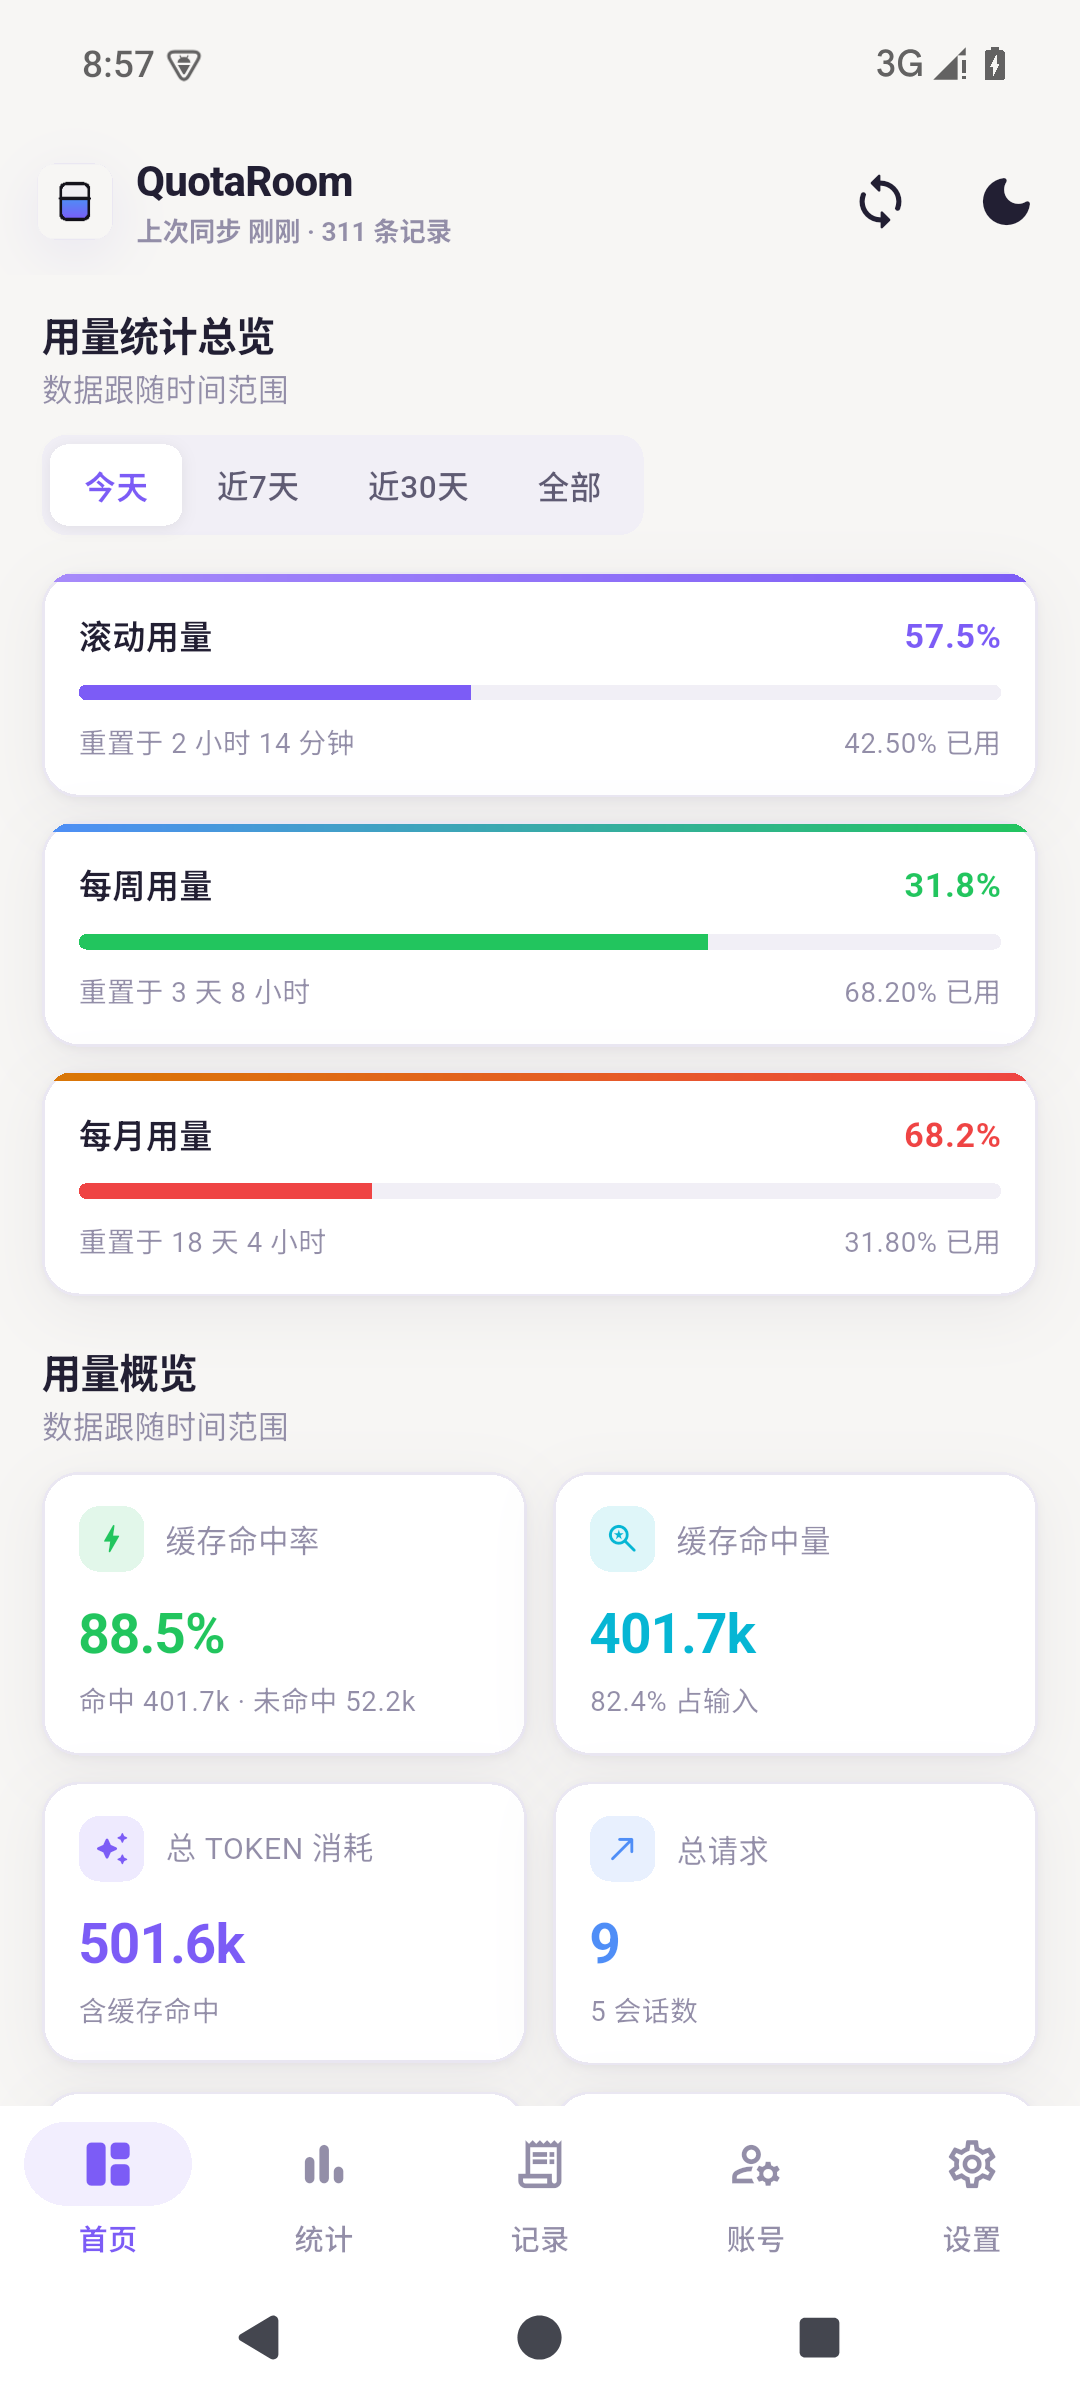 8:57
3G
QuotaRoom
上次同步 刚刚 · 311 条记录
用量统计总览
数据跟随时间范围
今天 近7天 近30天 全部
滚动用量 57.5%
重置于 2 小时 14 分钟 42.50% 已用
每周用量 31.8%
重置于 3 天 8 小时 68.20% 已用
每月用量 68.2%
重置于 18 天 4 小时 31.80% 已用
用量概览
数据跟随时间范围
缓存命中率
88.5%
命中 401.7k · 未命中 52.2k
缓存命中量
401.7k
82.4% 占输入
总 TOKEN 消耗
501.6k
含缓存命中
总请求
9
5 会话数
首页 统计 记录 账号 设置